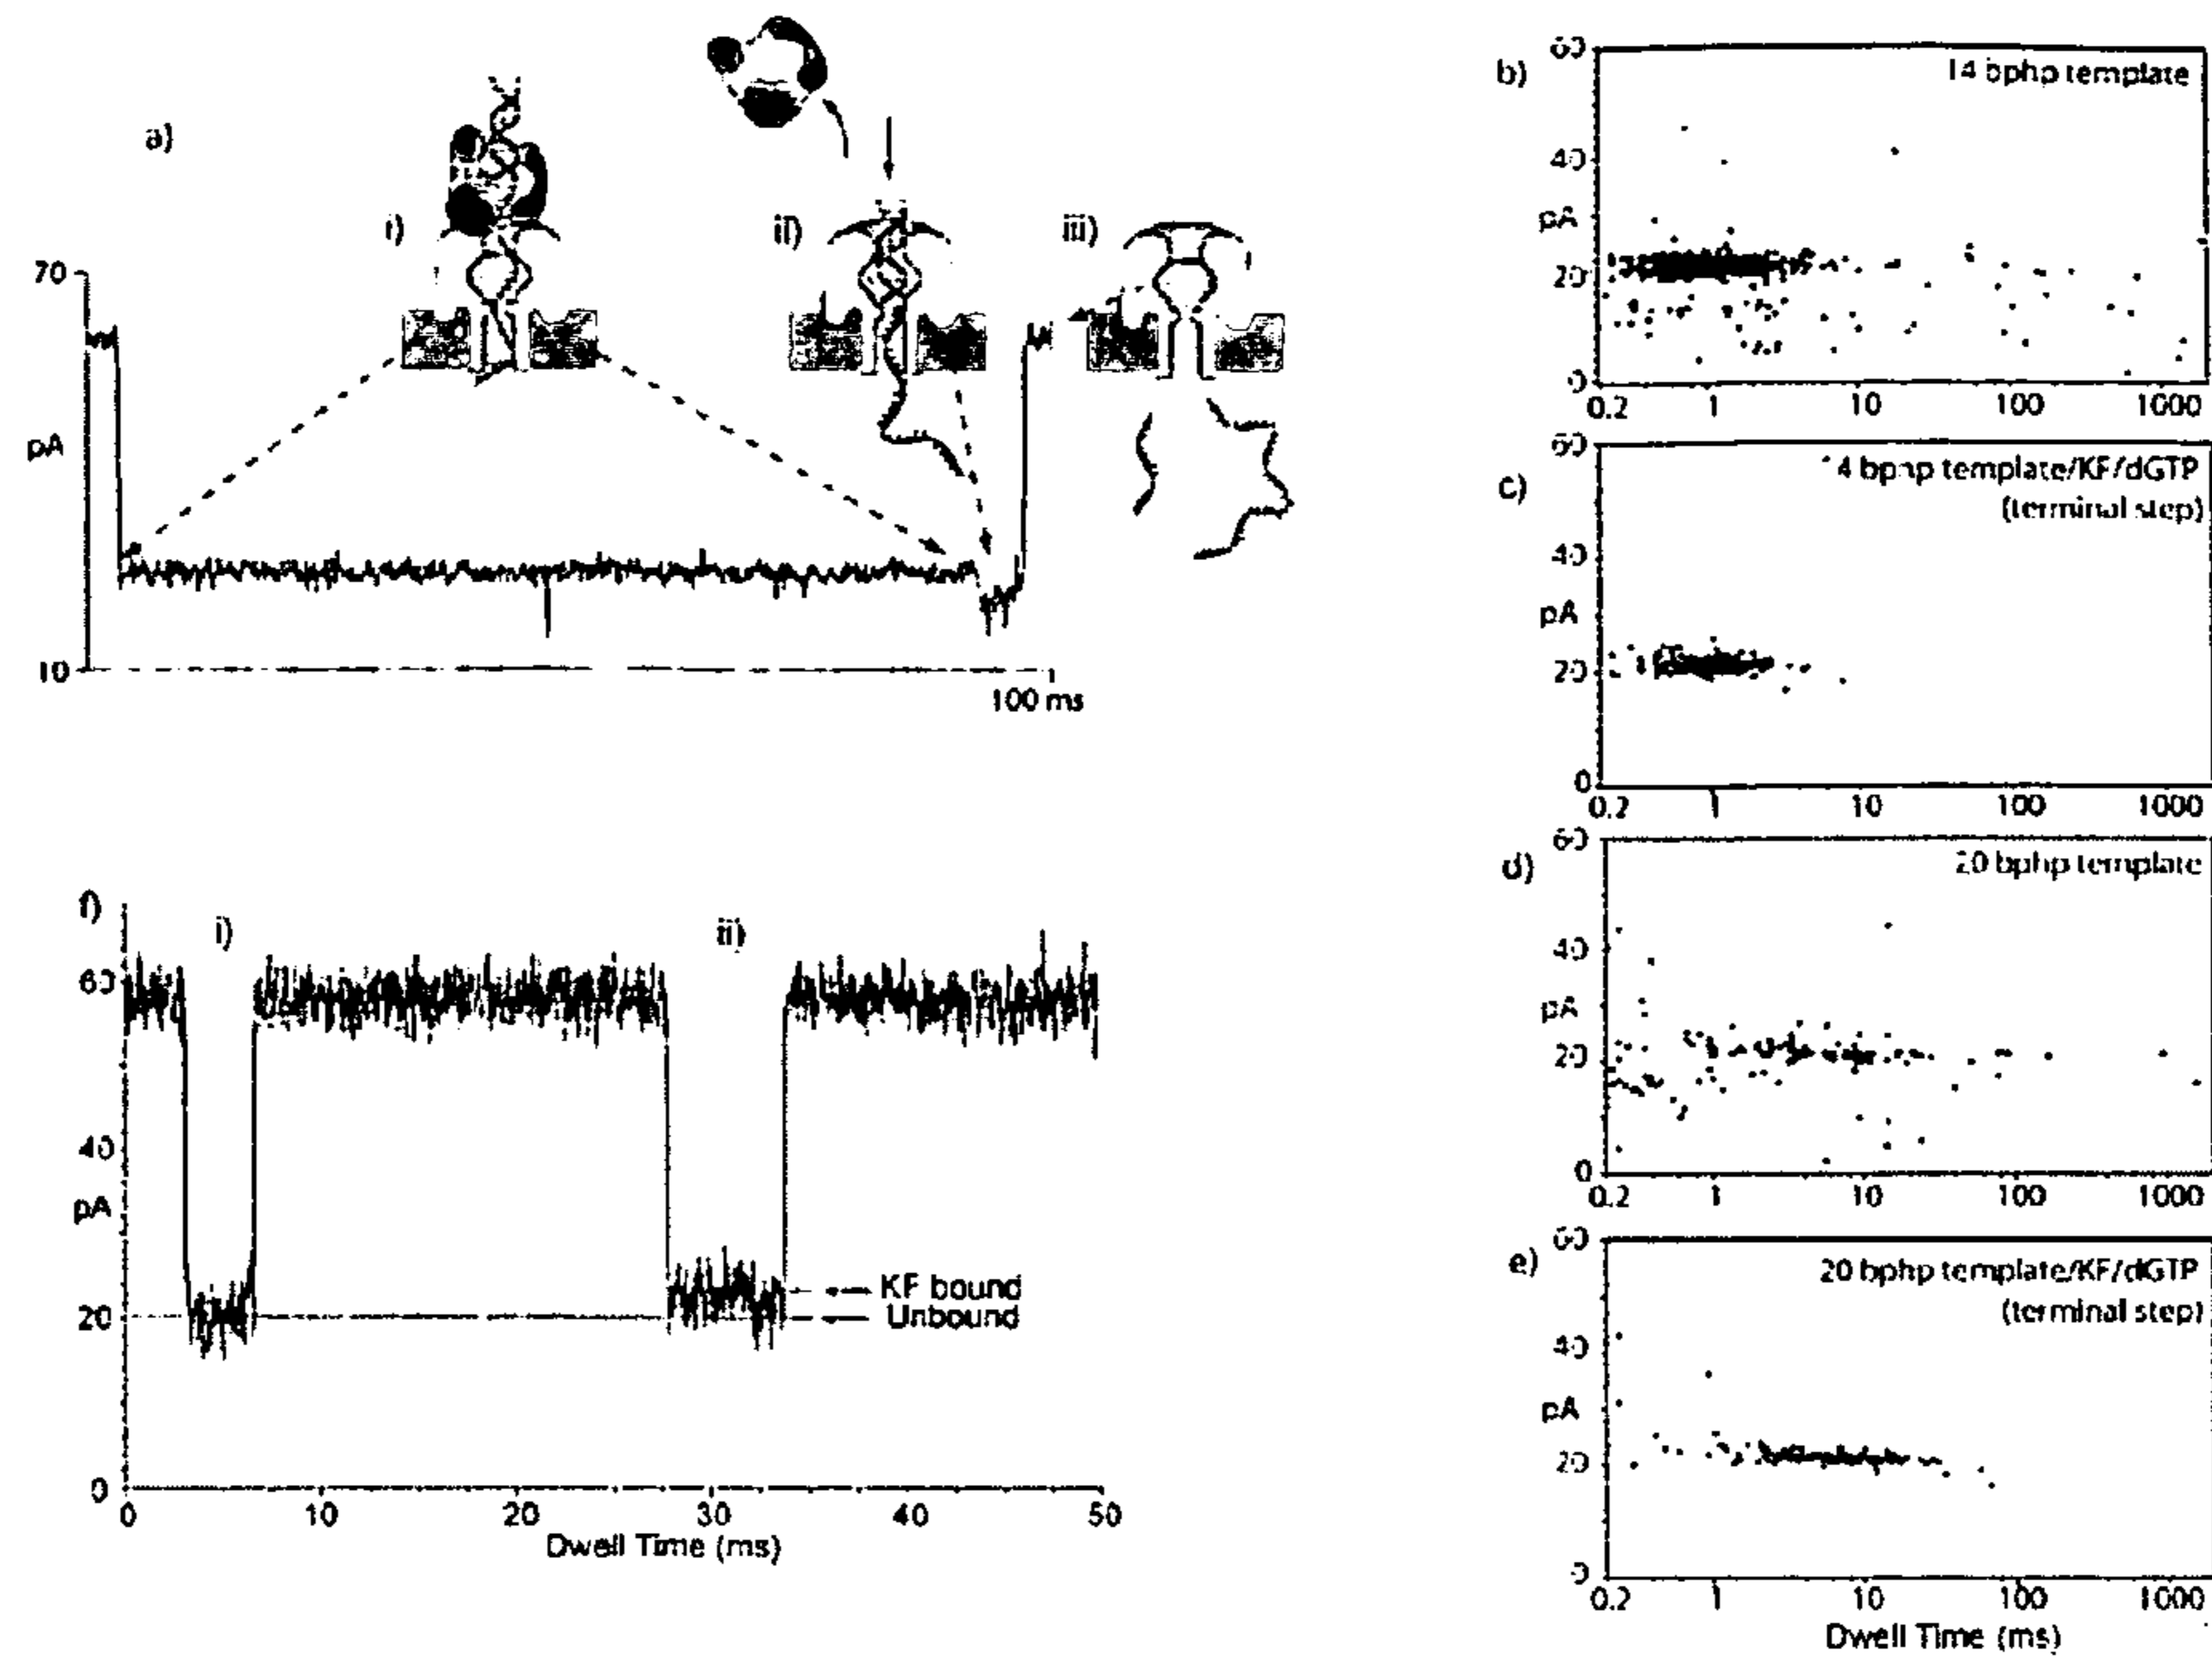 a)
i)
ii)
iii)
70
pA
10
100 ms
b)
14 bphp template
60
40
pA
20
0
0.2 1 10 100 1000
c)
14 bphp template/KF/dGTP
(terminal step)
60
40
pA
20
0
0.2 1 10 100 1000
d)
20 bphp template
60
40
pA
20
0
0.2 1 10 100 1000
e)
20 bphp template/KF/dGTP
(terminal step)
60
40
pA
20
0
0.2 1 10 100 1000
Dwell Time (ms)
f)
i)
ii)
60
40
pA
20
0
KF bound
Unbound
0 10 20 30 40 50
Dwell Time (ms)